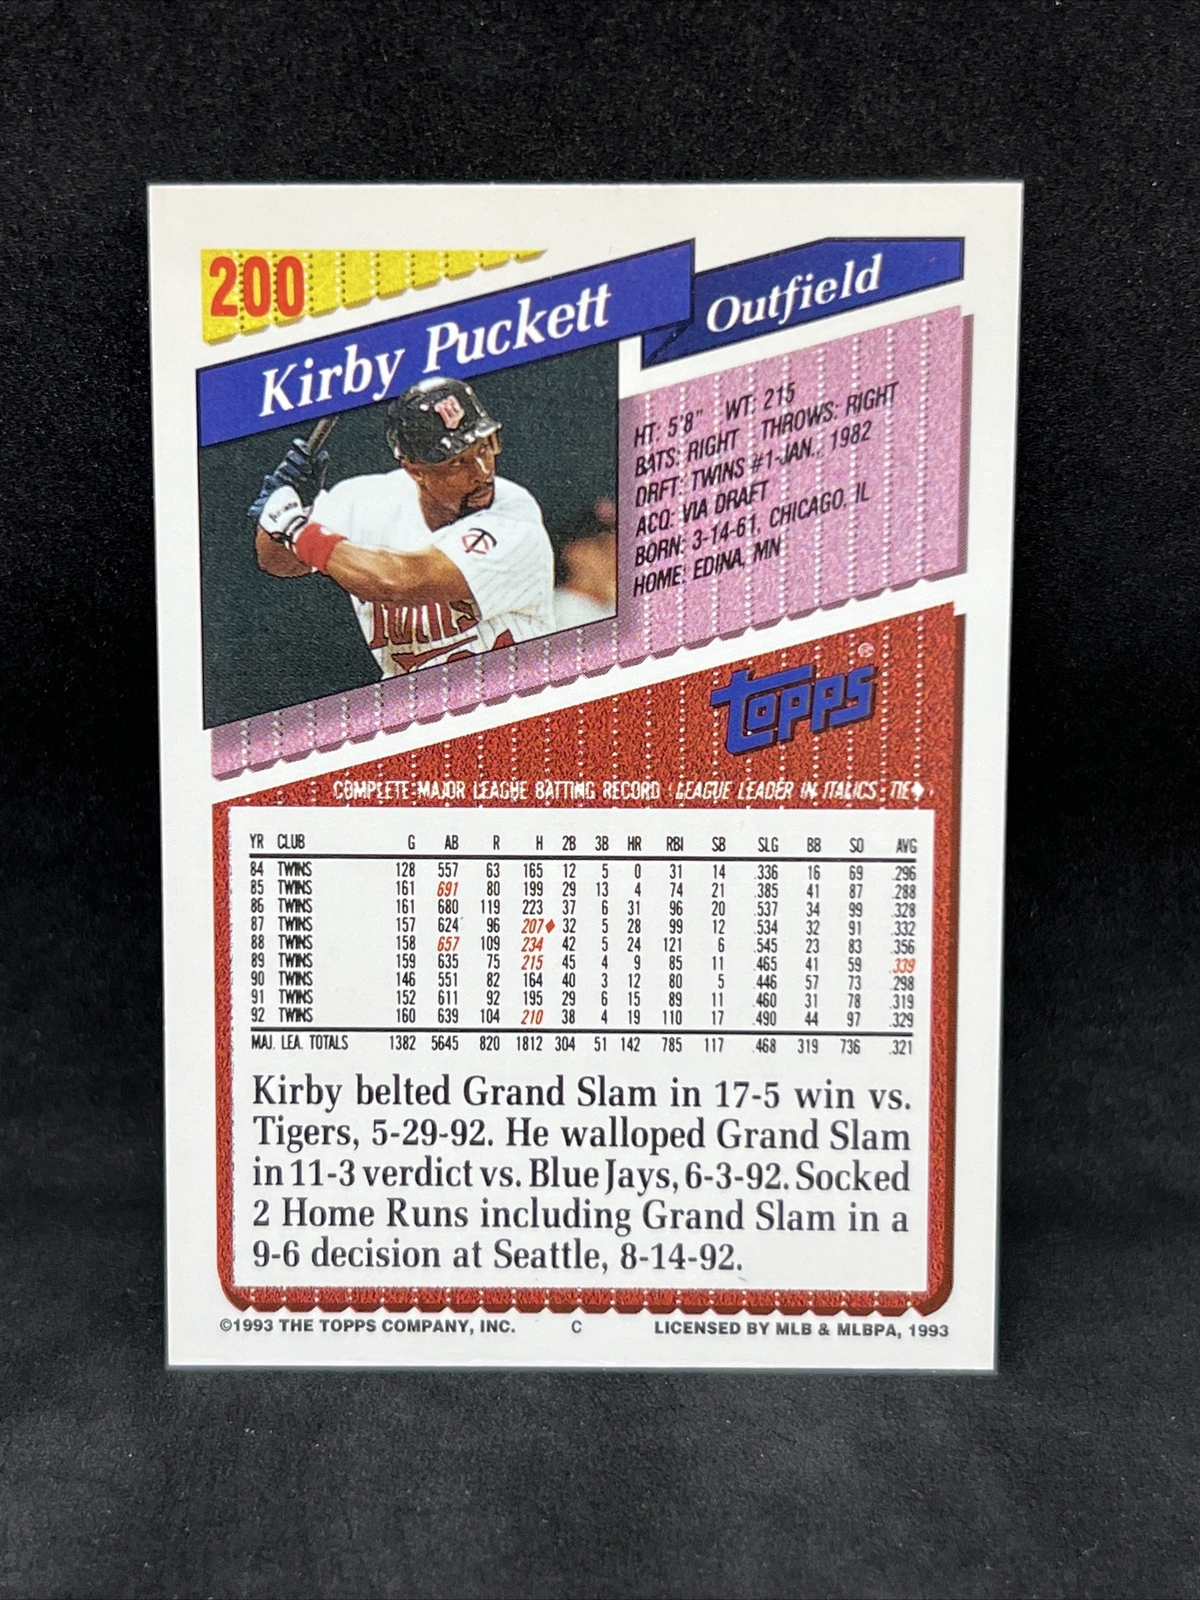 200
Kirby Puckett
Outfield
HT: 5'8" WT: 215
BATS: RIGHT THROWS: RIGHT
DRFT: TWINS #1-JAN., 1982
ACQ: VIA DRAFT
BORN: 3-14-61, CHICAGO, IL
HOME: EDINA, MN
Twins
topps®
COMPLETE MAJOR LEAGUE BATTING RECORD LEAGUE LEADER IN ITALICS TIE♦
YR CLUB G AB R H 2B 3B HR RBI SB SLG BB SO AVG
84 TWINS 128 557 63 165 12 5 0 31 14 .336 16 69 .296
85 TWINS 161 691 80 199 29 13 4 74 21 .385 41 87 .288
86 TWINS 161 680 119 223 37 6 31 96 20 .537 34 99 .328
87 TWINS 157 624 96 207♦ 32 5 28 99 12 .534 32 91 .332
88 TWINS 158 657 109 234 42 5 24 121 6 .545 23 83 .356
89 TWINS 159 635 75 215 45 4 9 85 11 .465 41 59 .339
90 TWINS 146 551 82 164 40 3 12 80 5 .446 57 73 .298
91 TWINS 152 611 92 195 29 6 15 89 11 .460 31 78 .319
92 TWINS 160 639 104 210 38 4 19 110 17 .490 44 97 .329
MAJ. LEA. TOTALS 1382 5645 820 1812 304 51 142 785 117 .468 319 736 .321
Kirby belted Grand Slam in 17-5 win vs.
Tigers, 5-29-92. He walloped Grand Slam
in 11-3 verdict vs. Blue Jays, 6-3-92. Socked
2 Home Runs including Grand Slam in a
9-6 decision at Seattle, 8-14-92.
©1993 THE TOPPS COMPANY, INC. C LICENSED BY MLB & MLBPA, 1993